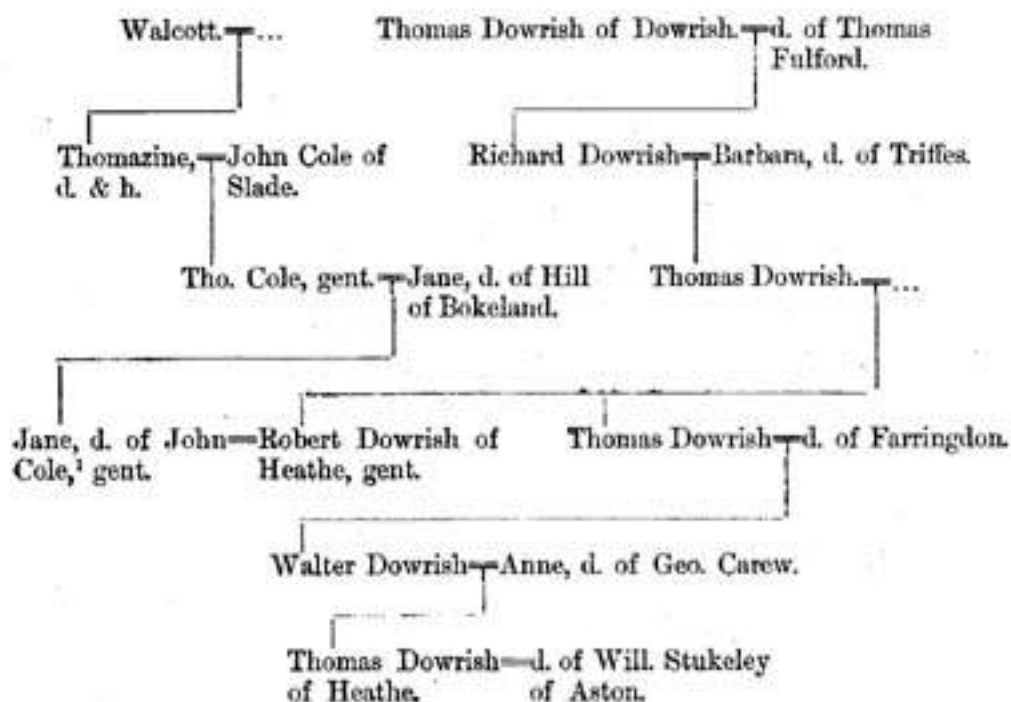 Walcott. ...
Thomas Dowrish of Dowrish. d. of Thomas
Fulford.
Thomazine,
d. & h.
John Cole of
Slade.
Richard Dowrish
Barbara, d. of Triffes.
Tho. Cole, gent.
Jane, d. of Hill
of Bokeland.
Thomas Dowrish. ...
Jane, d. of John
Cole,¹ gent.
Robert Dowrish of
Heathe, gent.
Thomas Dowrish
d. of Farringdon.
Walter Dowrish
Anne, d. of Geo. Carew.
Thomas Dowrish
of Heathe.
d. of Will. Stukeley
of Aston.